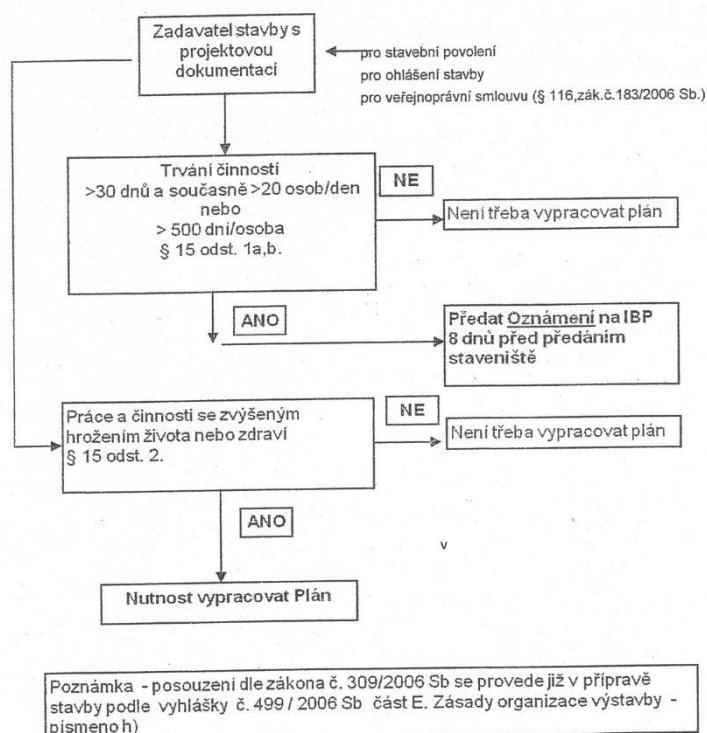 Zadavatel stavby s
projektovou
dokumentací
pro stavební povolení
pro ohlášení stavby
pro veřejnoprávní smlouvu (§ 116,zák.č.183/2006 Sb.)
Trvání činností
>30 dnů a současně >20 osob/den
nebo
> 500 dní/osoba
§ 15 odst. 1a,b.
NE
Není třeba vypracovat plán
ANO
Předat Oznámení na IBP
8 dnů před předáním
staveniště
Práce a činnosti se zvýšeným
hrožením života nebo zdraví
§ 15 odst. 2.
NE
Není třeba vypracovat plán
ANO
v
Nutnost vypracovat Plán
Poznámka - posouzení dle zákona č. 309/2006 Sb se provede již v přípravě
stavby podle vyhlášky č. 499 / 2006 Sb část E. Zásady organizace výstavby -
písmeno h)